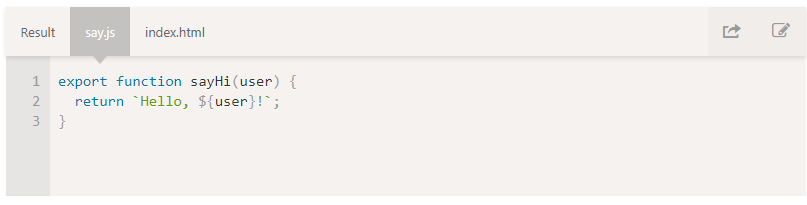 Result say.js index.html
1 export function sayHi(user) {
2   return `Hello, ${user}!`;
3 }